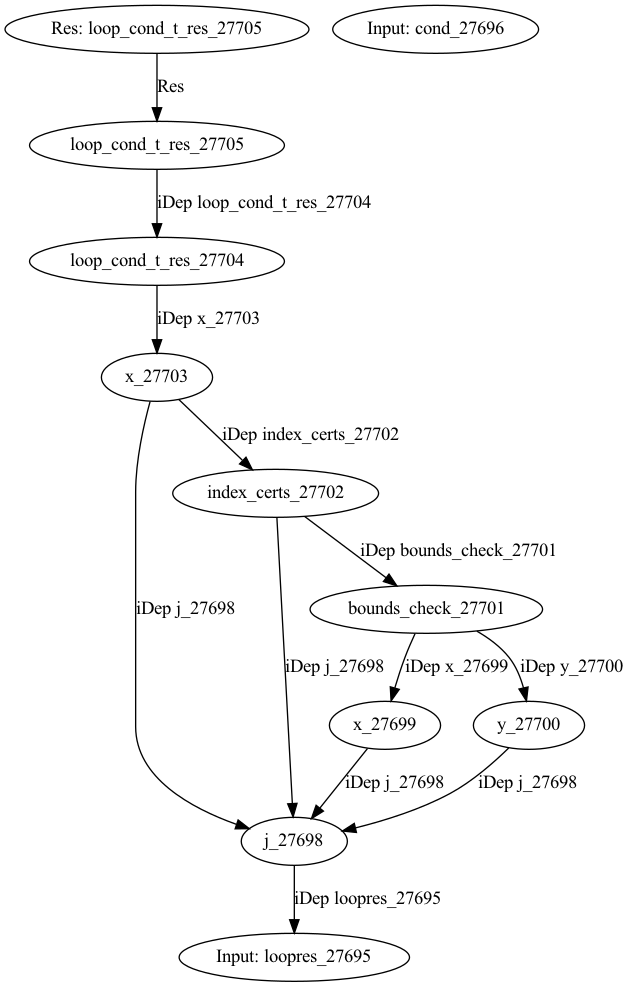 Res: loop_cond_t_res_27705
Input: cond_27696
Res
loop_cond_t_res_27705
iDep loop_cond_t_res_27704
loop_cond_t_res_27704
iDep x_27703
x_27703
iDep index_certs_27702
index_certs_27702
iDep bounds_check_27701
iDep j_27698
bounds_check_27701
iDep j_27698
iDep x_27699
iDep y_27700
x_27699
y_27700
iDep j_27698
iDep j_27698
j_27698
iDep loopres_27695
Input: loopres_27695